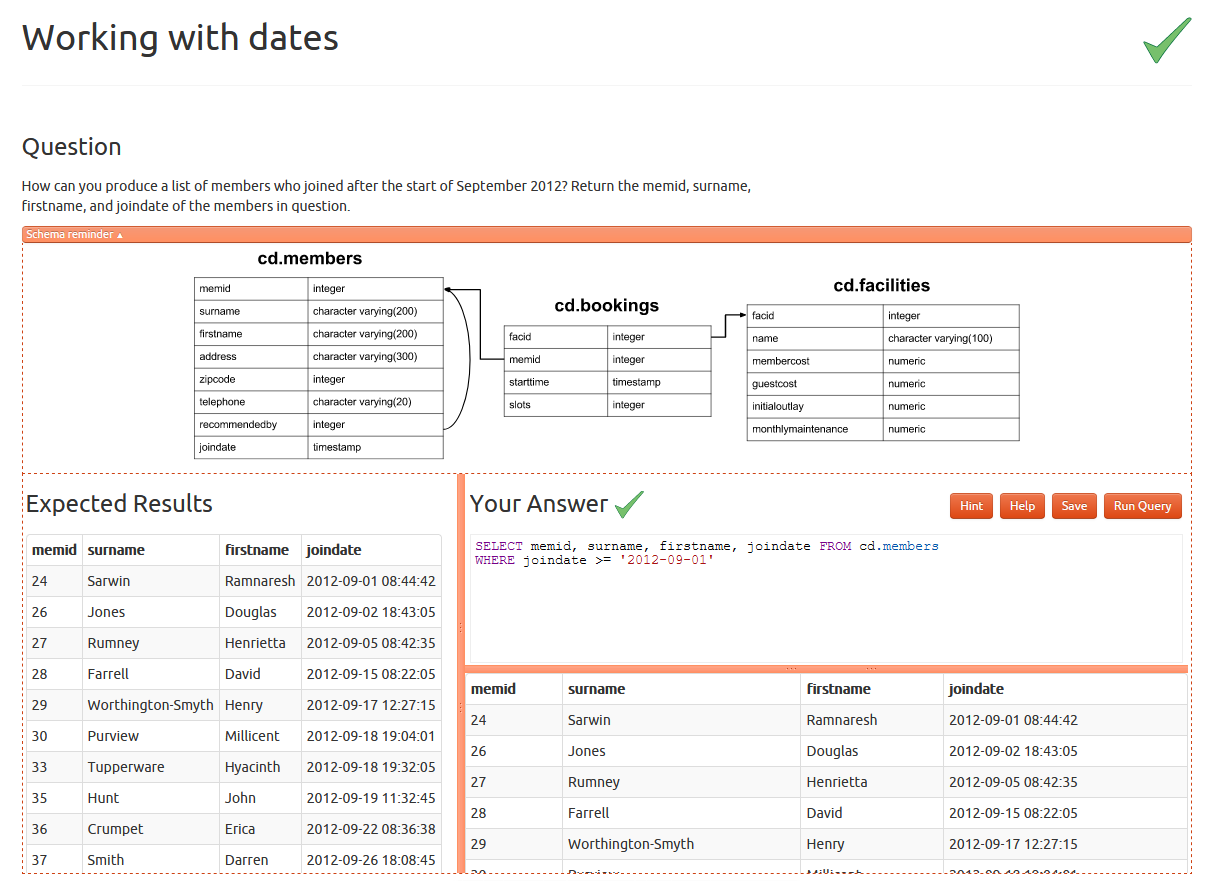 Working with dates
Question
How can you produce a list of members who joined after the start of September 2012? Return the memid, surname,
firstname, and joindate of the members in question.
Schema reminder ▲
cd.members
memid integer
surname character varying(200)
firstname character varying(200)
address character varying(300)
zipcode integer
telephone character varying(20)
recommendedby integer
joindate timestamp
cd.bookings
facid integer
memid integer
starttime timestamp
slots integer
cd.facilities
facid integer
name character varying(100)
membercost numeric
guestcost numeric
initialoutlay numeric
monthlymaintenance numeric
Expected Results
memid surname firstname joindate
24 Sarwin Ramnaresh 2012-09-01 08:44:42
26 Jones Douglas 2012-09-02 18:43:05
27 Rumney Henrietta 2012-09-05 08:42:35
28 Farrell David 2012-09-15 08:22:05
29 Worthington-Smyth Henry 2012-09-17 12:27:15
30 Purview Millicent 2012-09-18 19:04:01
33 Tupperware Hyacinth 2012-09-18 19:32:05
35 Hunt John 2012-09-19 11:32:45
36 Crumpet Erica 2012-09-22 08:36:38
37 Smith Darren 2012-09-26 18:08:45
Your Answer
Hint Help Save Run Query
SELECT memid, surname, firstname, joindate FROM cd.members
WHERE joindate >= '2012-09-01'
memid surname firstname joindate
24 Sarwin Ramnaresh 2012-09-01 08:44:42
26 Jones Douglas 2012-09-02 18:43:05
27 Rumney Henrietta 2012-09-05 08:42:35
28 Farrell David 2012-09-15 08:22:05
29 Worthington-Smyth Henry 2012-09-17 12:27:15